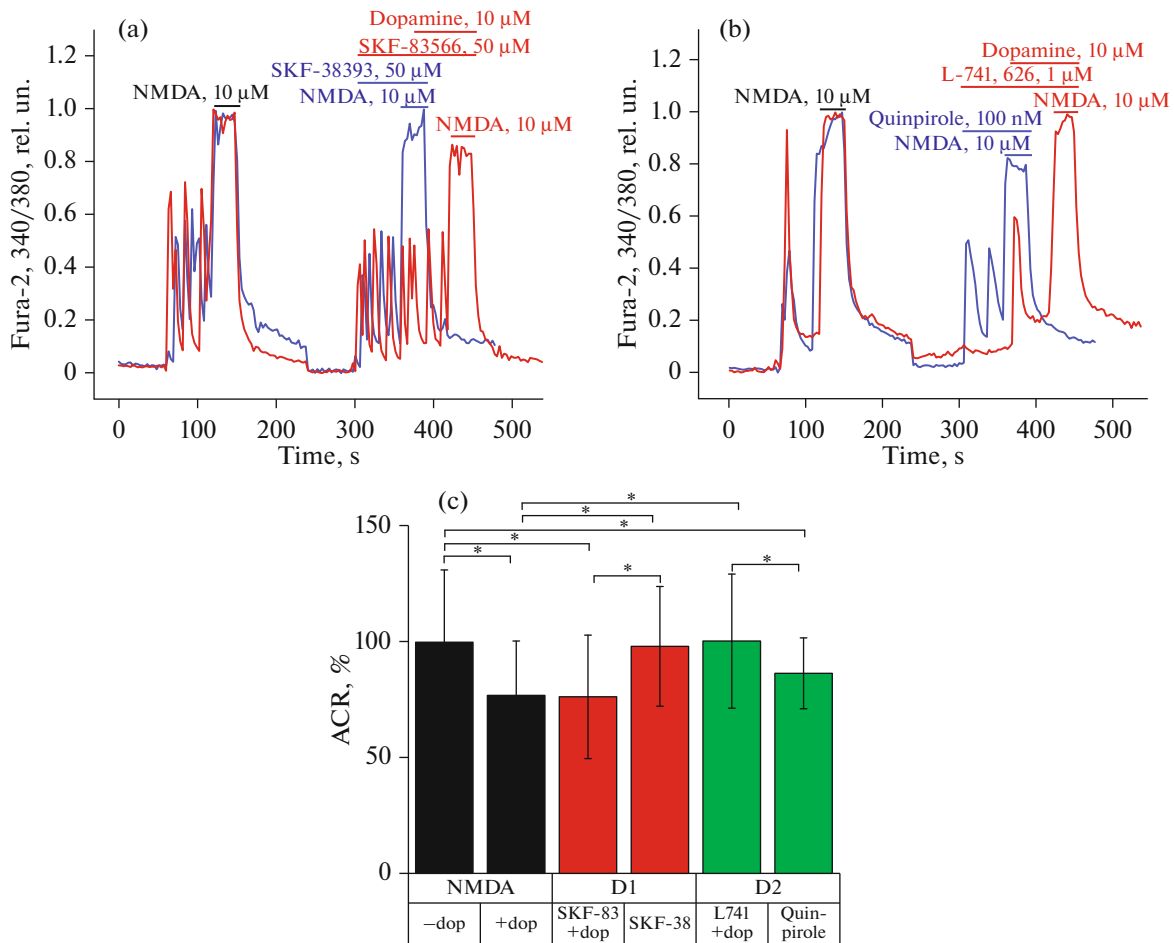 (a)
Dopamine, 10 µM
SKF-83566, 50 µM
SKF-38393, 50 µM
NMDA, 10 µM
NMDA, 10 µM
NMDA, 10 µM
Fura-2, 340/380, rel. un.
1.2
1.0
0.8
0.6
0.4
0.2
0
0 100 200 300 400 500
Time, s
(b)
Dopamine, 10 µM
L-741, 626, 1 µM
NMDA, 10 µM
NMDA, 10 µM
Quinpirole, 100 nM
NMDA, 10 µM
Fura-2, 340/380, rel. un.
1.2
1.0
0.8
0.6
0.4
0.2
0
0 100 200 300 400 500
Time, s
(c)
* * * * * * * *
ACR, %
150
100
50
0
NMDA D1 D2
–dop +dop SKF-83 +dop SKF-38 L741 +dop Quin-pirole